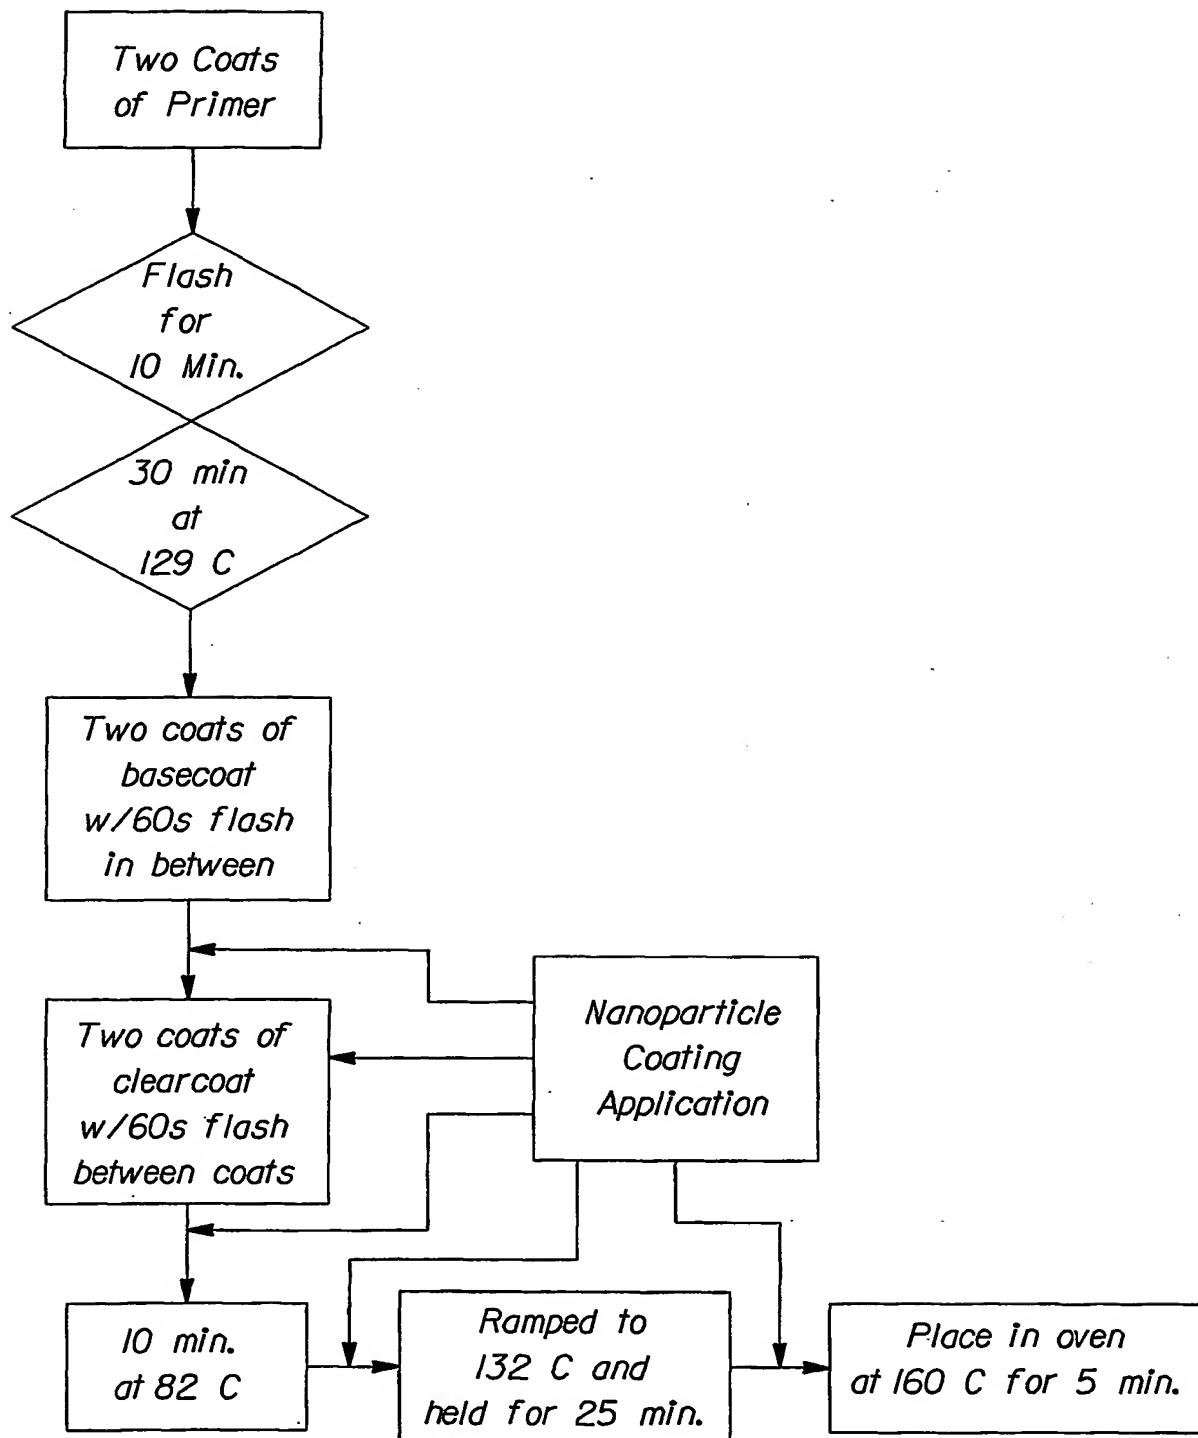 Two Coats
of Primer
Flash
for
10 Min.
30 min
at
129 C
Two coats of
basecoat
w/60s flash
in between
Two coats of
clearcoat
w/60s flash
between coats
Nanoparticle
Coating
Application
10 min.
at 82 C
Ramped to
132 C and
held for 25 min.
Place in oven
at 160 C for 5 min.